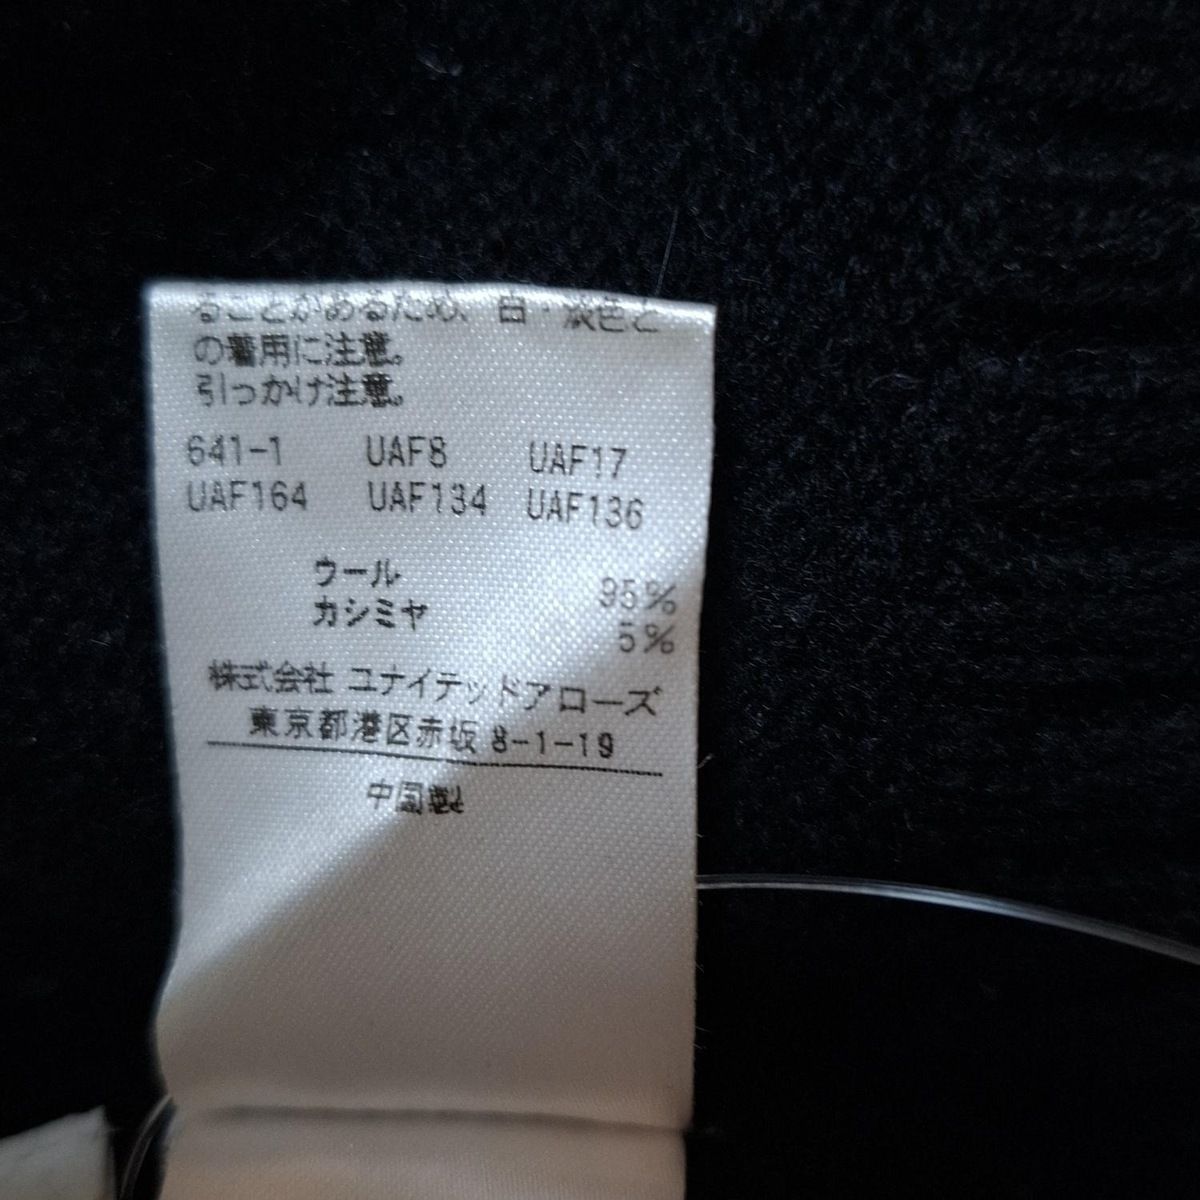 ることがあるため、白・淡色と
の着用に注意。
引っかけ注意。
641-1 UAF8 UAF17
UAF164 UAF134 UAF136
ウール 95%
カシミヤ 5%
株式会社 ユナイテッドアローズ
東京都港区赤坂 8-1-19
中国製